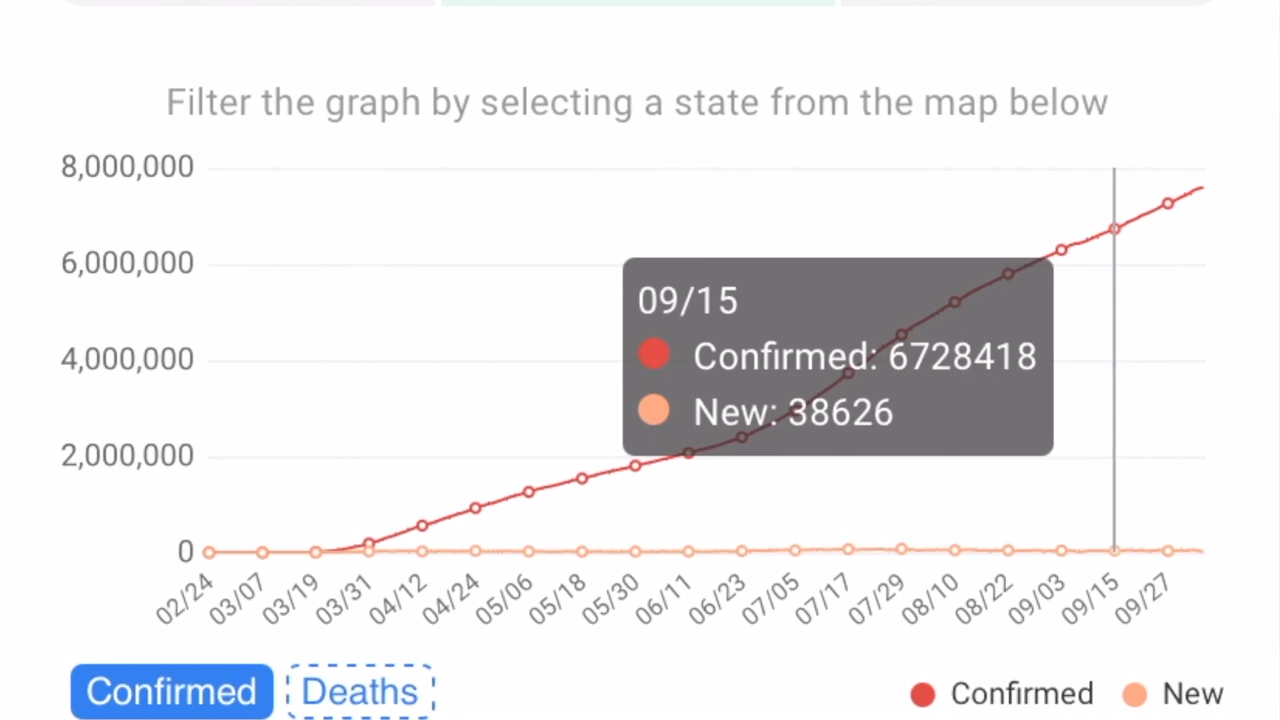 Filter the graph by selecting a state from the map below
8,000,000
6,000,000
4,000,000
2,000,000
0
09/15
Confirmed: 6728418
New: 38626
02/24 03/07 03/19 03/31 04/12 04/24 05/06 05/18 05/30 06/11 06/23 07/05 07/17 07/29 08/10 08/22 09/03 09/15 09/27
Confirmed Deaths Confirmed New